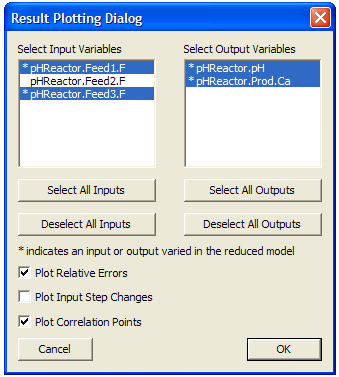 Result Plotting Dialog
Select Input Variables
* pHReactor.Feed1.F
pHReactor.Feed2.F
* pHReactor.Feed3.F
Select Output Variables
* pHReactor.pH
* pHReactor.Prod.Ca
Select All Inputs
Select All Outputs
Deselect All Inputs
Deselect All Outputs
* indicates an input or output varied in the reduced model
Plot Relative Errors
Plot Input Step Changes
Plot Correlation Points
Cancel
OK